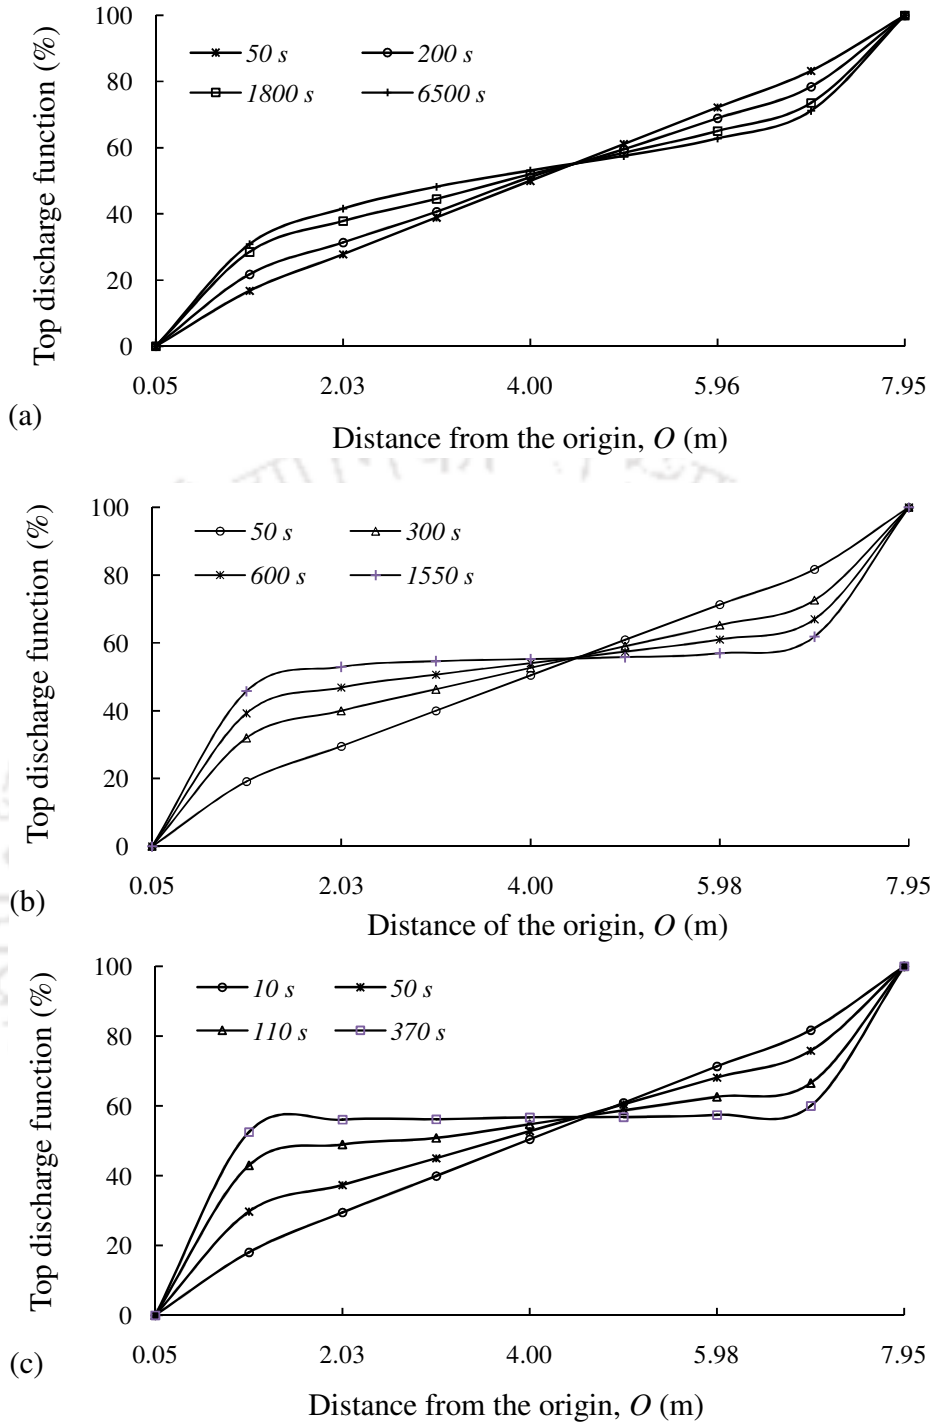 100
80
60
40
20
0
Top discharge function (%)
50 s 200 s
1800 s 6500 s
0.05 2.03 4.00 5.96 7.95
(a)
Distance from the origin, O (m)
100
80
60
40
20
0
Top discharge function (%)
50 s 300 s
600 s 1550 s
0.05 2.03 4.00 5.98 7.95
(b)
Distance of the origin, O (m)
100
80
60
40
20
0
Top discharge function (%)
10 s 50 s
110 s 370 s
0.05 2.03 4.00 5.98 7.95
(c)
Distance from the origin, O (m)